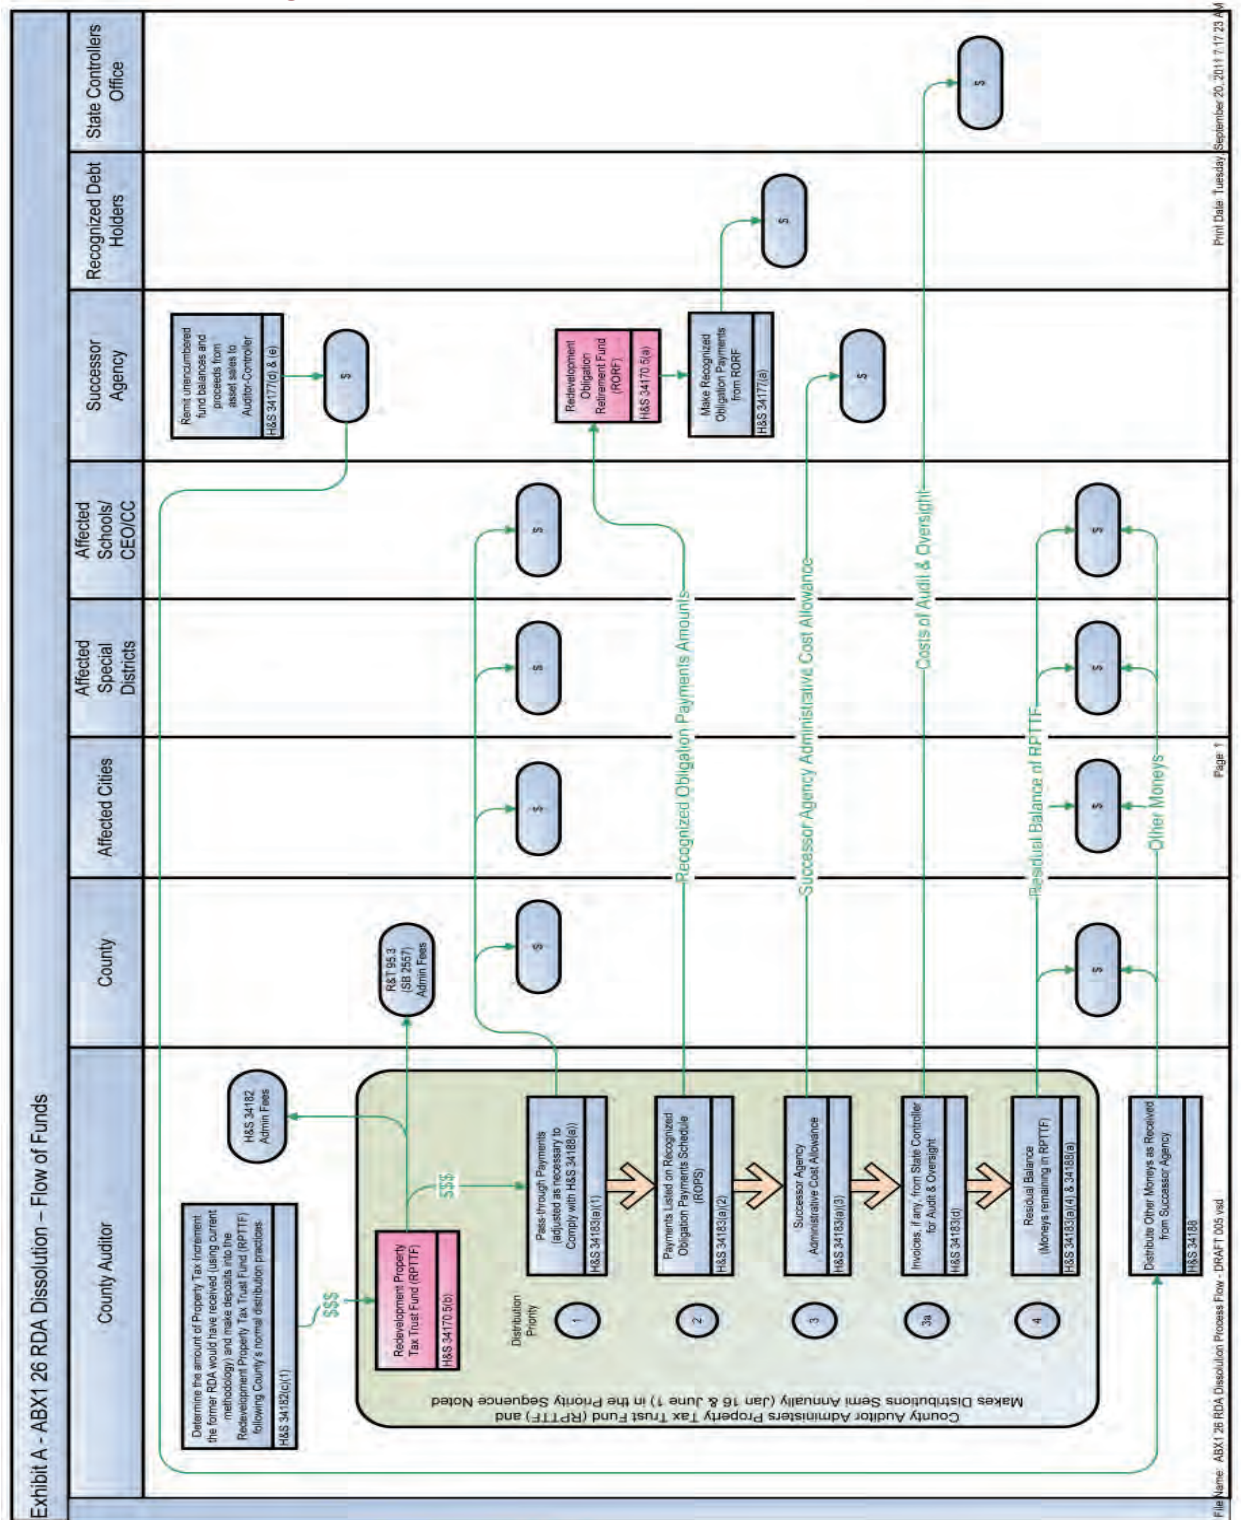 Exhibit A - ABX1 26 RDA Dissolution – Flow of Funds
County Auditor
County
Affected Cities
Affected
Special
Districts
Affected
Schools/
CEO/CC
Successor
Agency
Recognized Debt
Holders
State Controllers
Office
Determine the amount of Property Tax Increment
the former RDA would have received (using current
methodology) and make deposits into the
Redevelopment Property Tax Trust Fund (RPTTF)
following County's normal distribution practices.
H&S 34182(c)(1)
$$$
H&S 34182
Admin Fees
R&T 95.3
(SB 2557)
Admin Fees
Remit unencumbered
fund balances and
proceeds from
asset sales to
Auditor-Controller
H&S 34177(d) & (e)
$
Redevelopment Property
Tax Trust Fund (RPTTF)
H&S 34170.5(b)
$$$
County Auditor Administers Property Tax Trust Fund (RPTTF) and
Makes Distributions Semi Annually (Jan 16 & June 1) in the Priority Sequence Noted
Distribution
Priority
1
Pass-through Payments
(adjusted as necessary to
Comply with H&S 34188(a))
H&S 34183(a)(1)
$
$
$
$
2
Payments Listed on Recognized
Obligation Payments Schedule
(ROPS)
H&S 34183(a)(2)
Recognized Obligation Payments Amounts
Redevelopment
Obligation
Retirement Fund
(RORF)
H&S 34170.5(a)
Make Recognized
Obligation Payments
from RORF
H&S 34177(a)
$
3
Successor Agency
Administrative Cost Allowance
H&S 34183(a)(3)
Successor Agency Administrative Cost Allowance
$
3a
Invoices, if any, from State Controller
for Audit & Oversight
H&S 34183(d)
Costs of Audit & Oversight
$
4
Residual Balance
(Moneys remaining in RPTTF)
H&S 34183(a)(4) & 34188(a)
Residual Balance of RPTTF
$
$
$
$
Distribute Other Moneys as Received
from Successor Agency
H&S 34188
Other Moneys
File Name: ABX1 26 RDA Dissolution Process Flow - DRAFT 005.vsd
Page: 1
Print Date: Tuesday, September 20, 2011 7:17:23 AM